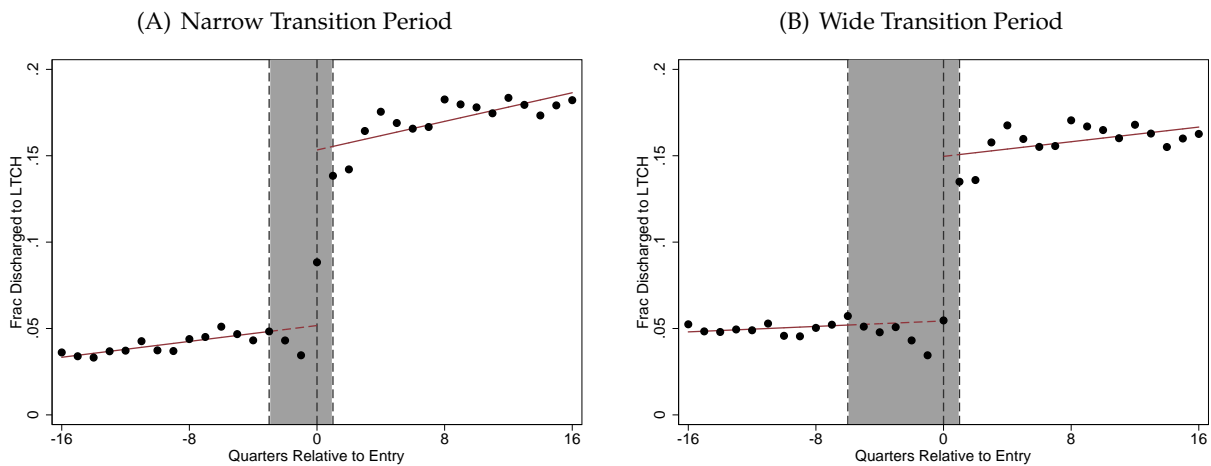 (A) Narrow Transition Period
Frac Discharged to LTCH
.2
.15
.1
.05
0
-16 -8 0 8 16
Quarters Relative to Entry
(B) Wide Transition Period
Frac Discharged to LTCH
.2
.15
.1
.05
0
-16 -8 0 8 16
Quarters Relative to Entry